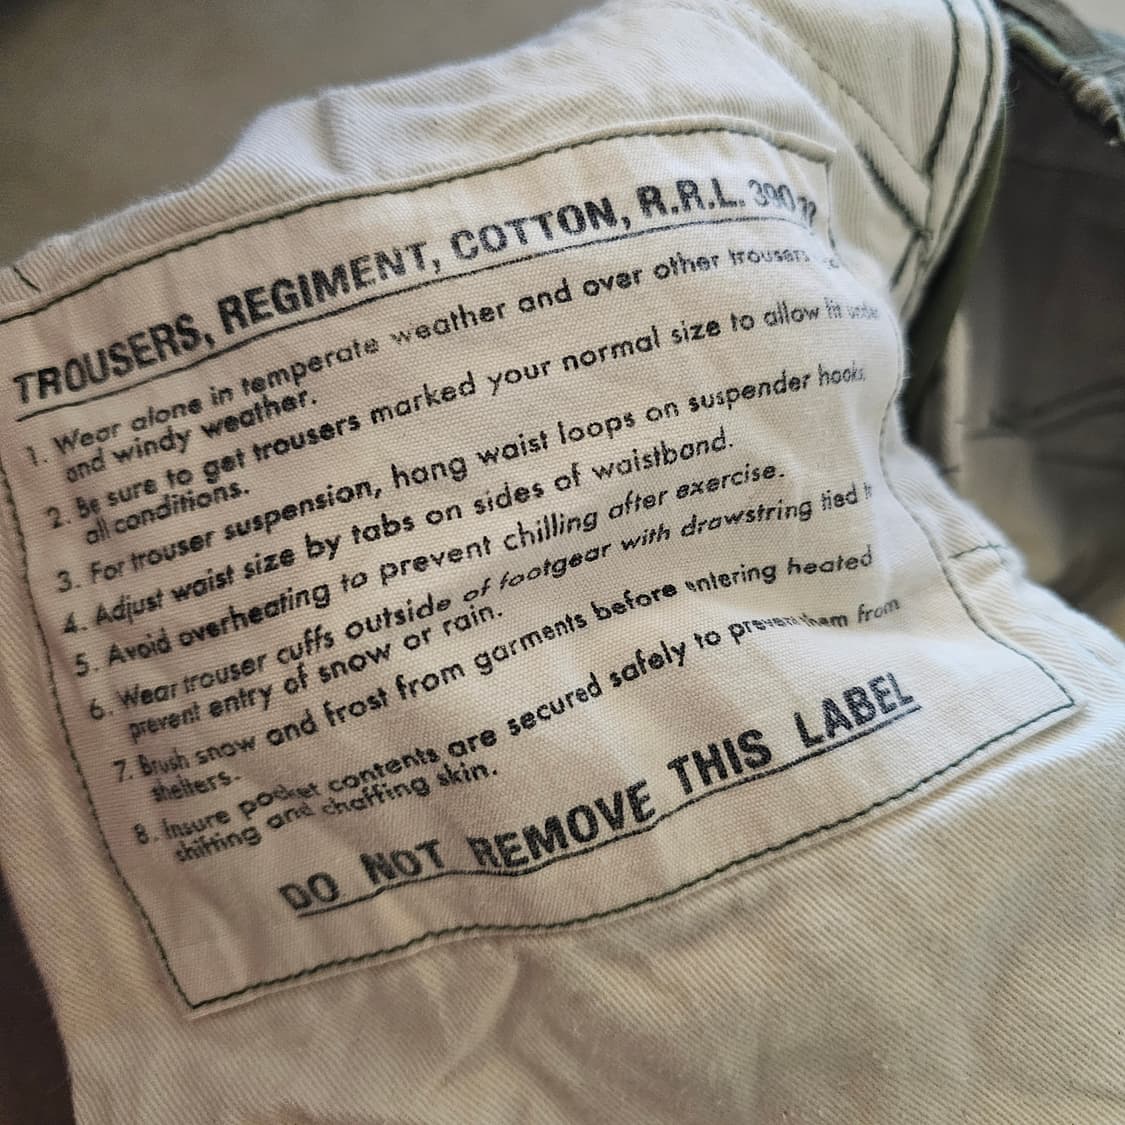 TROUSERS, REGIMENT, COTTON, R.R.L.
1. Wear alone in temperate weather and over other trousers
and windy weather.
2. Be sure to get trousers marked your normal size to allow fit under
all conditions.
3. For trouser suspension, hang waist loops on suspender hooks.
4. Adjust waist size by tabs on sides of waistband.
5. Avoid overheating to prevent chilling after exercise.
6. Wear trouser cuffs outside of footgear with drawstring tied
prevent entry of snow or rain.
7. Brush snow and frost from garments before entering heated
shelters.
8. Insure pocket contents are secured safely to prevent them from
shifting and chaffing skin.
DO NOT REMOVE THIS LABEL